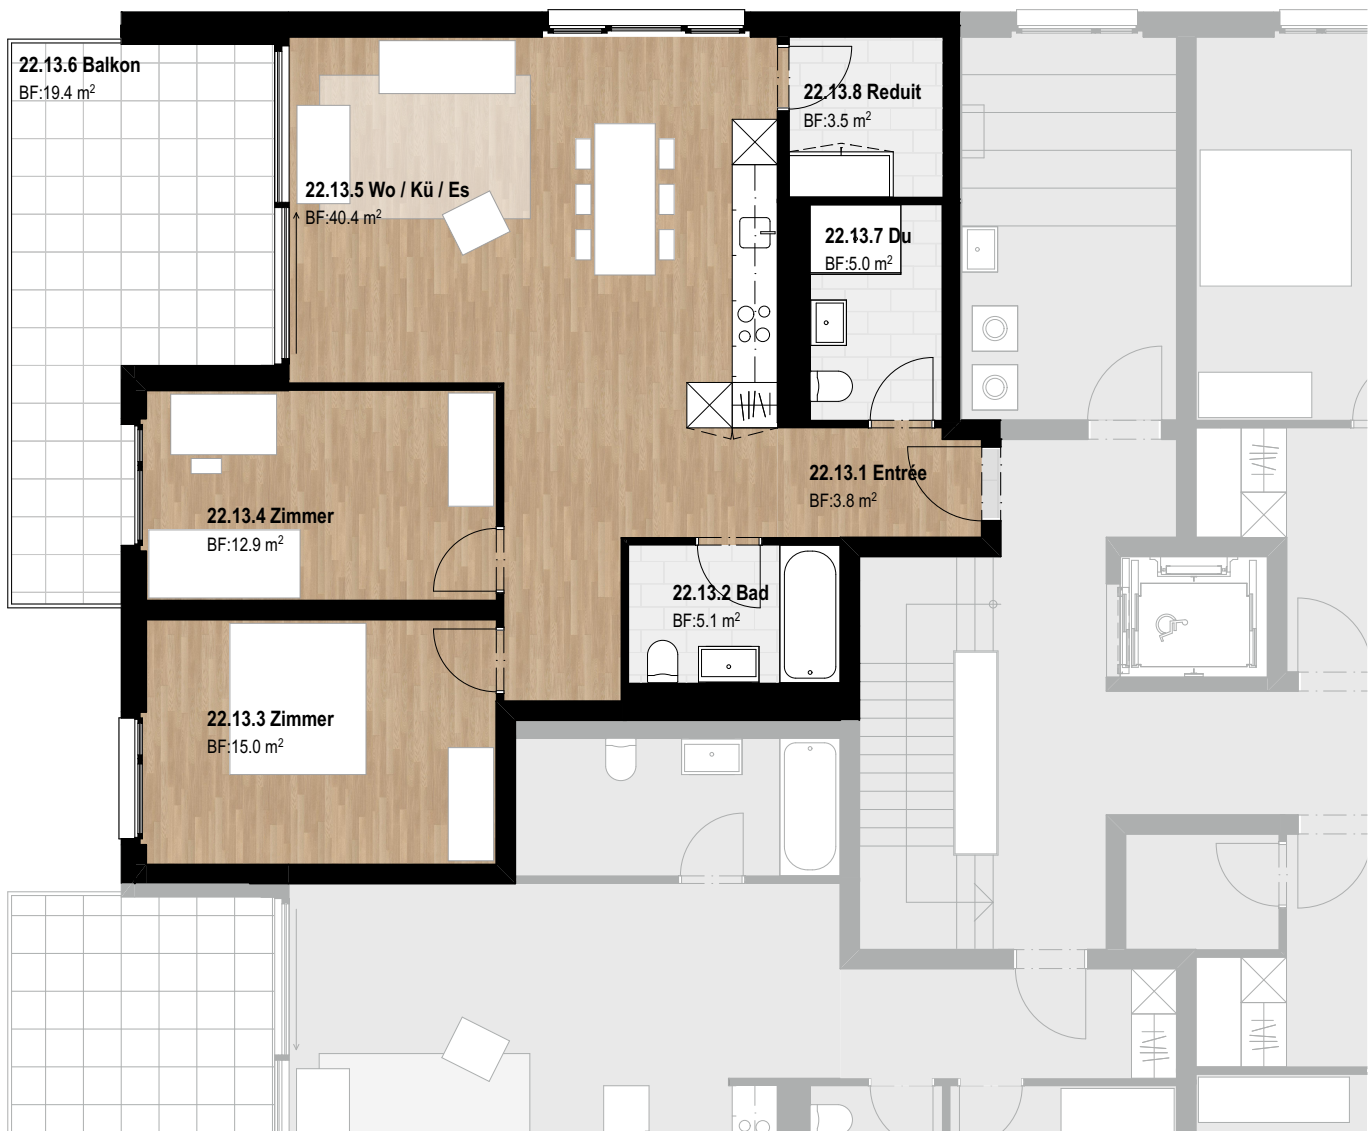 22.13.6 Balkon
BF:19.4 m²
22.13.8 Reduit
BF:3.5 m²
22.13.5 Wo / Kü / Es
BF:40.4 m²
22.13.7 Du
BF:5.0 m²
22.13.1 Entrée
BF:3.8 m²
22.13.4 Zimmer
BF:12.9 m²
22.13.2 Bad
BF:5.1 m²
22.13.3 Zimmer
BF:15.0 m²